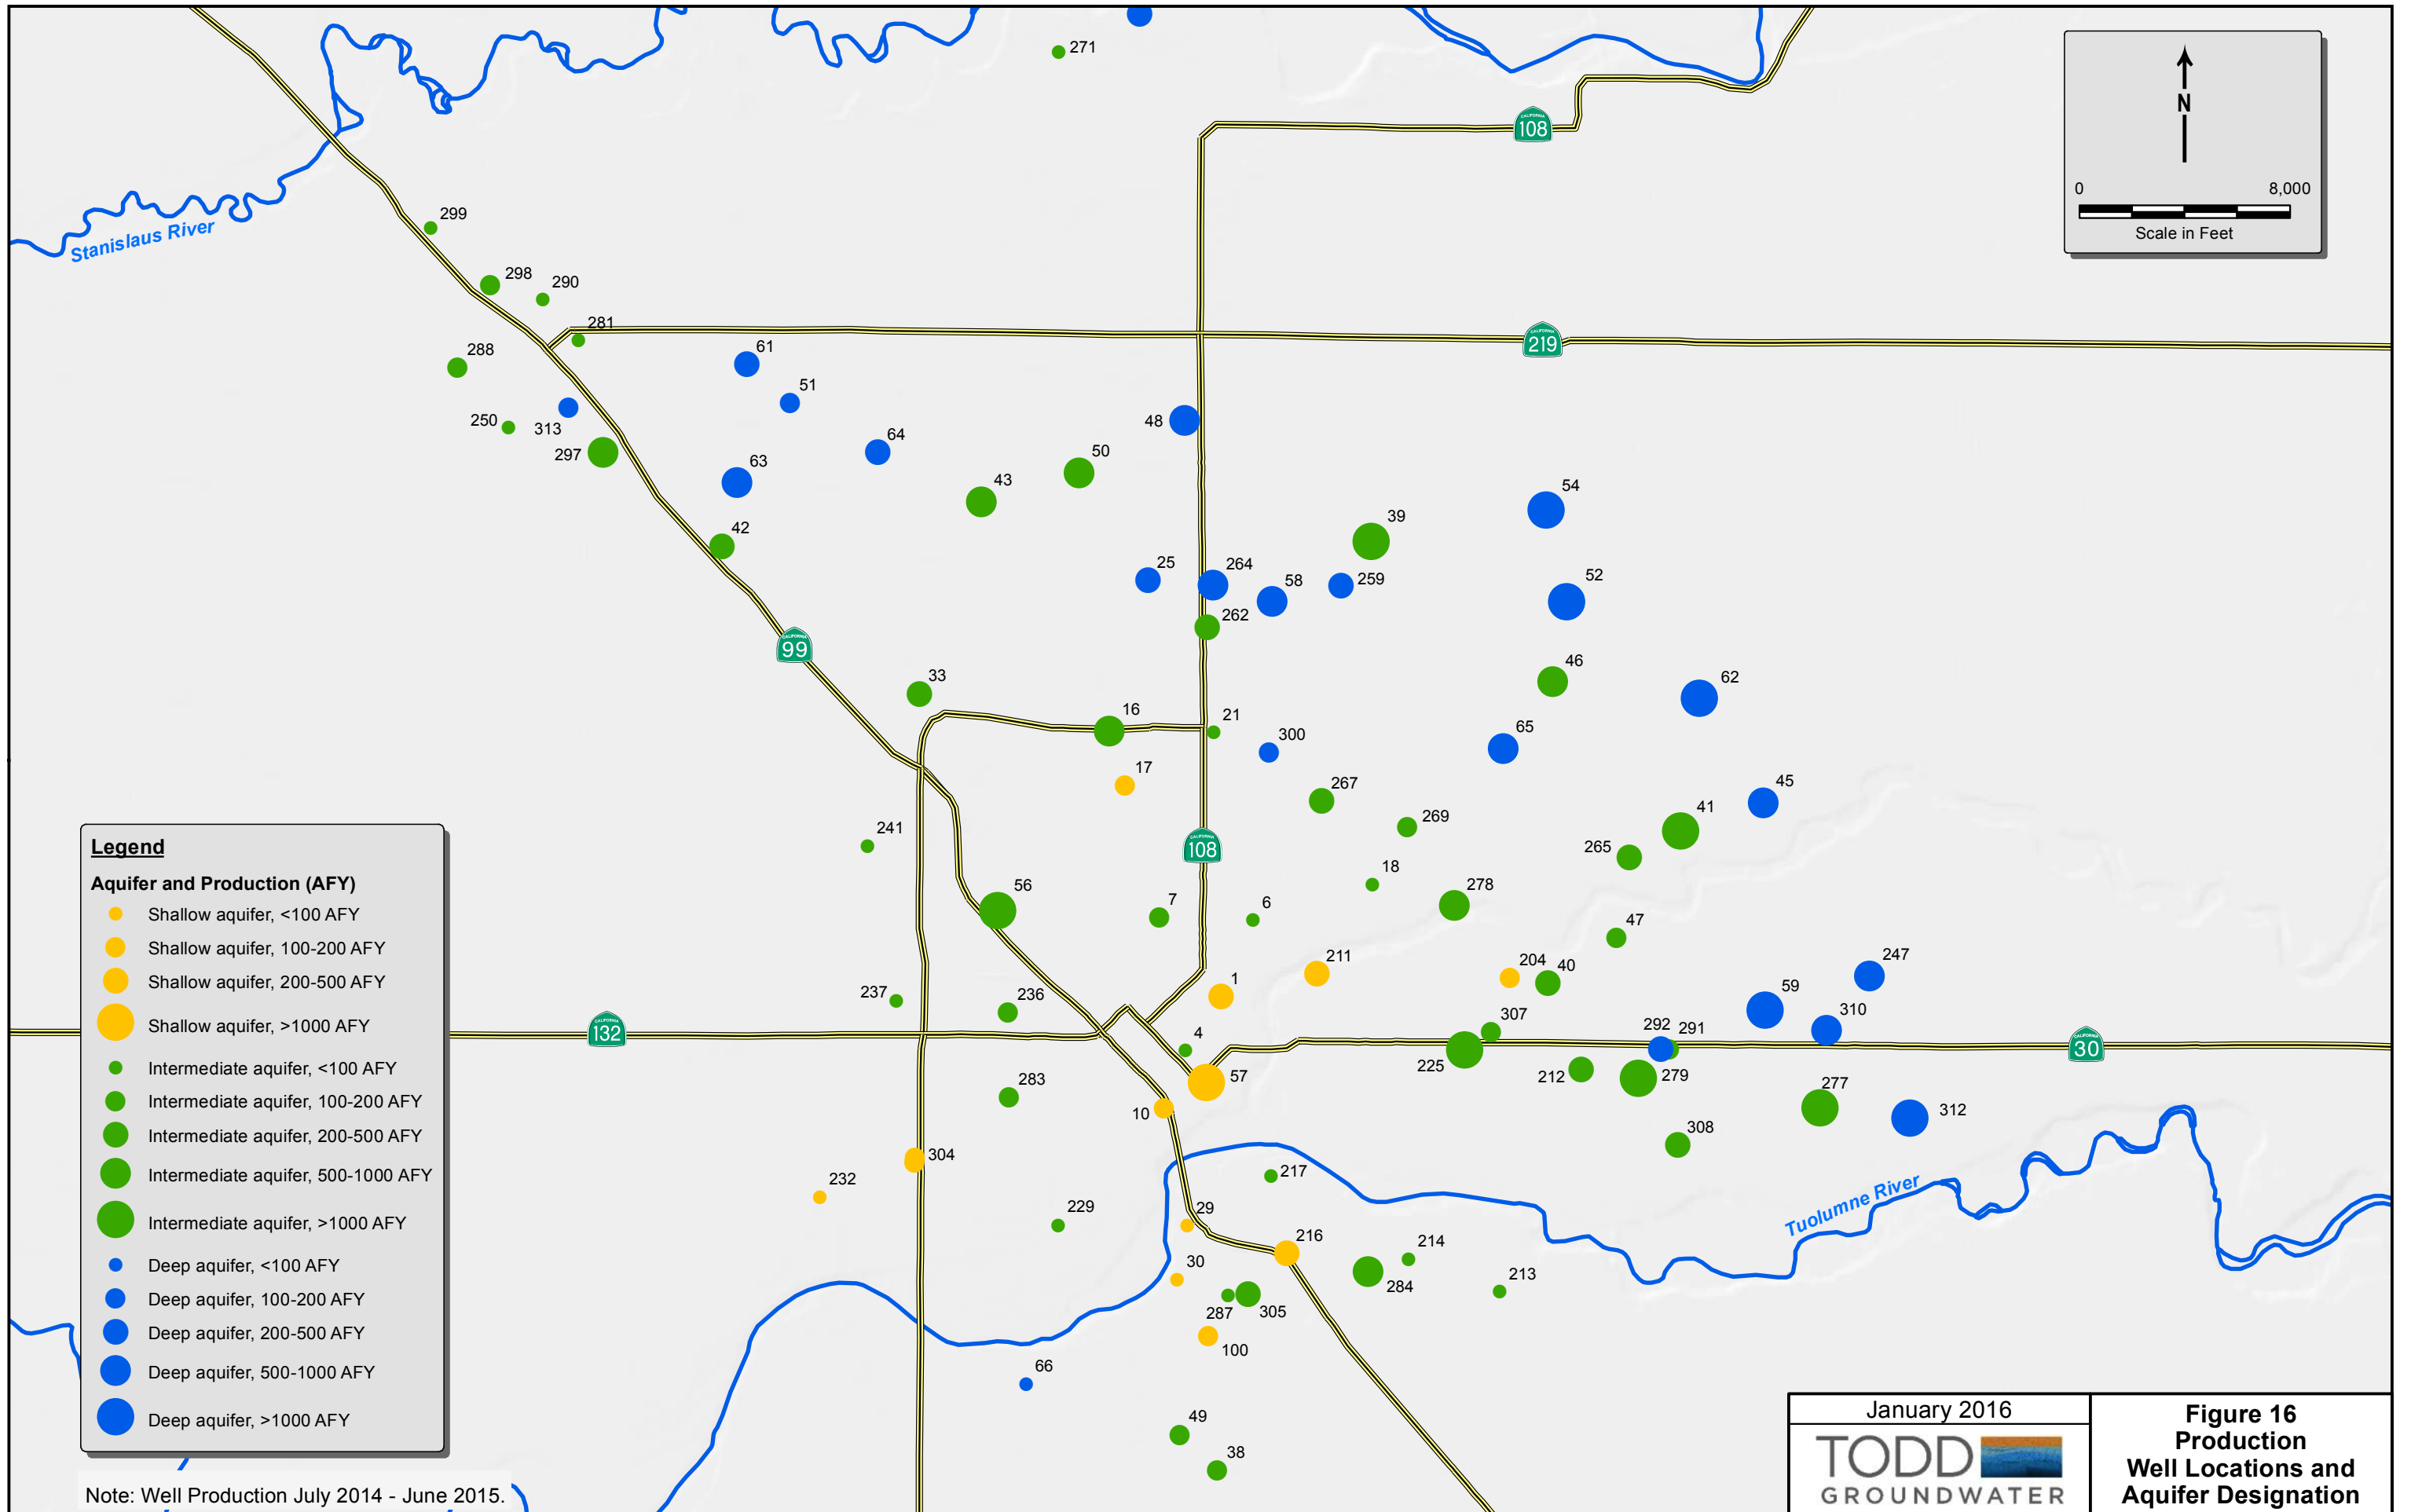 271
CALIFORNIA
108
N
0 8,000
Scale in Feet
299
Stanislaus River
298
290
281
CALIFORNIA
219
288
61
51
250
313
48
297
64
50
63
43
54
39
42
25
264
58
259
52
262
CALIFORNIA
99
46
33
62
16
21
65
300
17
267
45
41
269
241
CALIFORNIA
108
265
18
56
278
7
6
47
211
204
40
247
1
59
237
236
310
307
292
291
CALIFORNIA
132
4
CALIFORNIA
30
225
57
212
279
283
277
10
312
308
304
232
217
Tuolumne River
229
29
216
214
30
284
213
287
305
100
66
49
38
Legend
Aquifer and Production (AFY)
Shallow aquifer, <100 AFY
Shallow aquifer, 100-200 AFY
Shallow aquifer, 200-500 AFY
Shallow aquifer, >1000 AFY
Intermediate aquifer, <100 AFY
Intermediate aquifer, 100-200 AFY
Intermediate aquifer, 200-500 AFY
Intermediate aquifer, 500-1000 AFY
Intermediate aquifer, >1000 AFY
Deep aquifer, <100 AFY
Deep aquifer, 100-200 AFY
Deep aquifer, 200-500 AFY
Deep aquifer, 500-1000 AFY
Deep aquifer, >1000 AFY
Note: Well Production July 2014 - June 2015.
January 2016
TODD
GROUNDWATER
Figure 16
Production
Well Locations and
Aquifer Designation